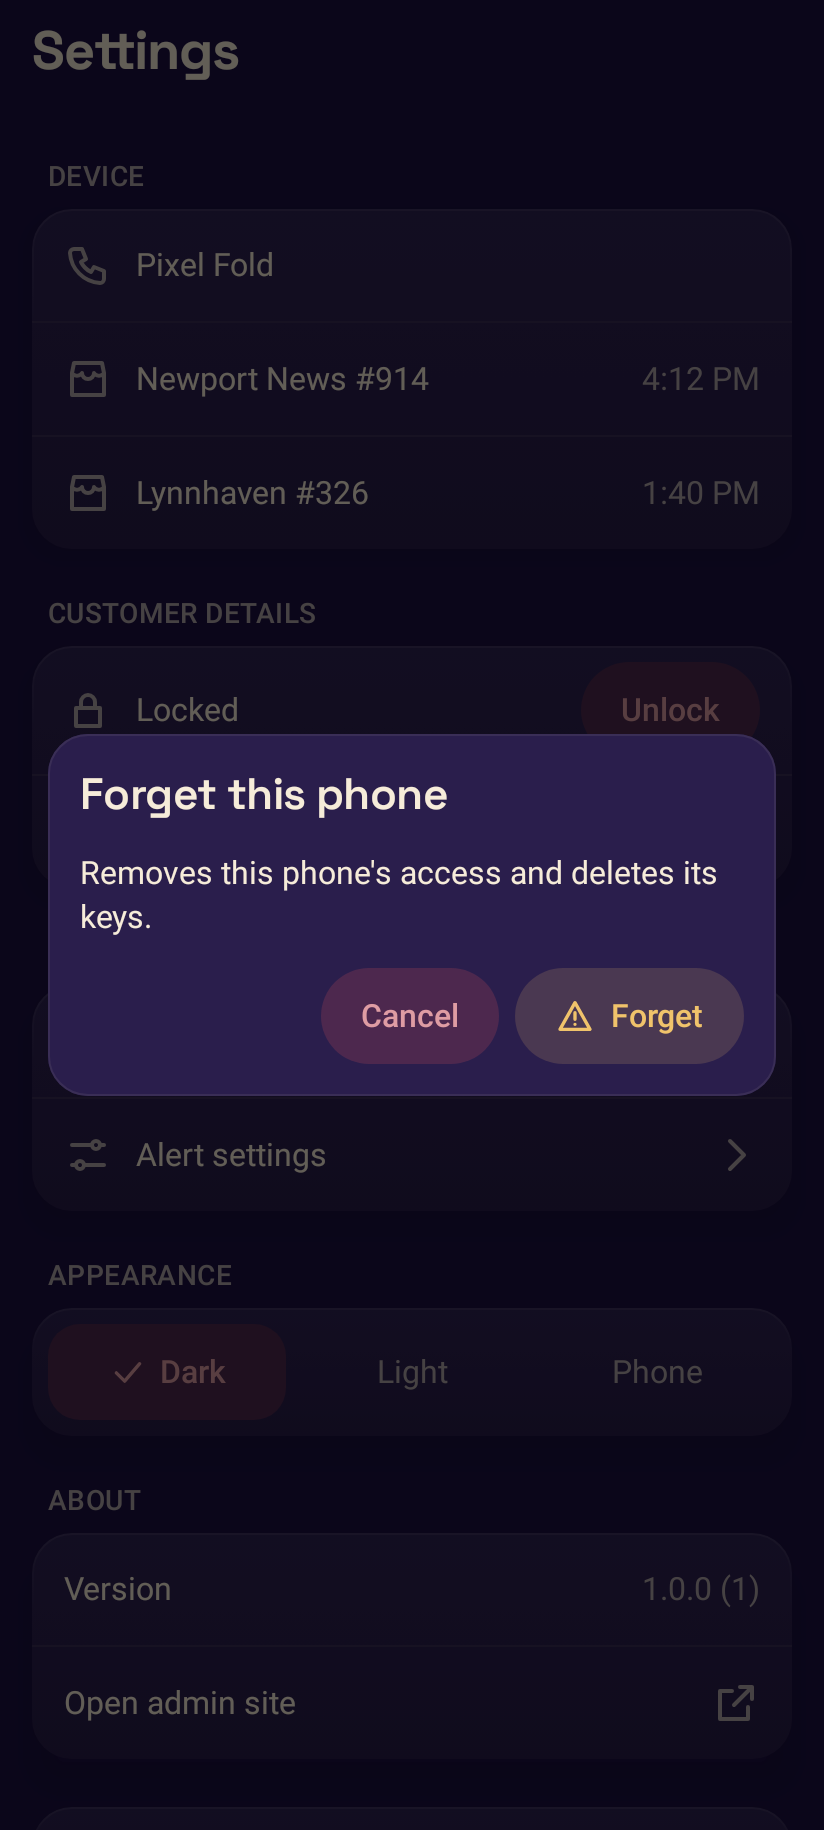 Settings
DEVICE
Pixel Fold
Newport News #914 4:12 PM
Lynnhaven #326 1:40 PM
CUSTOMER DETAILS
Locked Unlock
Forget this phone
Removes this phone's access and deletes its
keys.
Cancel Forget
Alert settings
APPEARANCE
Dark Light Phone
ABOUT
Version 1.0.0 (1)
Open admin site